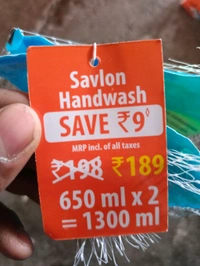 Savlon
Handwash
SAVE ₹9◊
MRP incl. of all taxes
₹198 ₹189
650 ml x 2
= 1300 ml